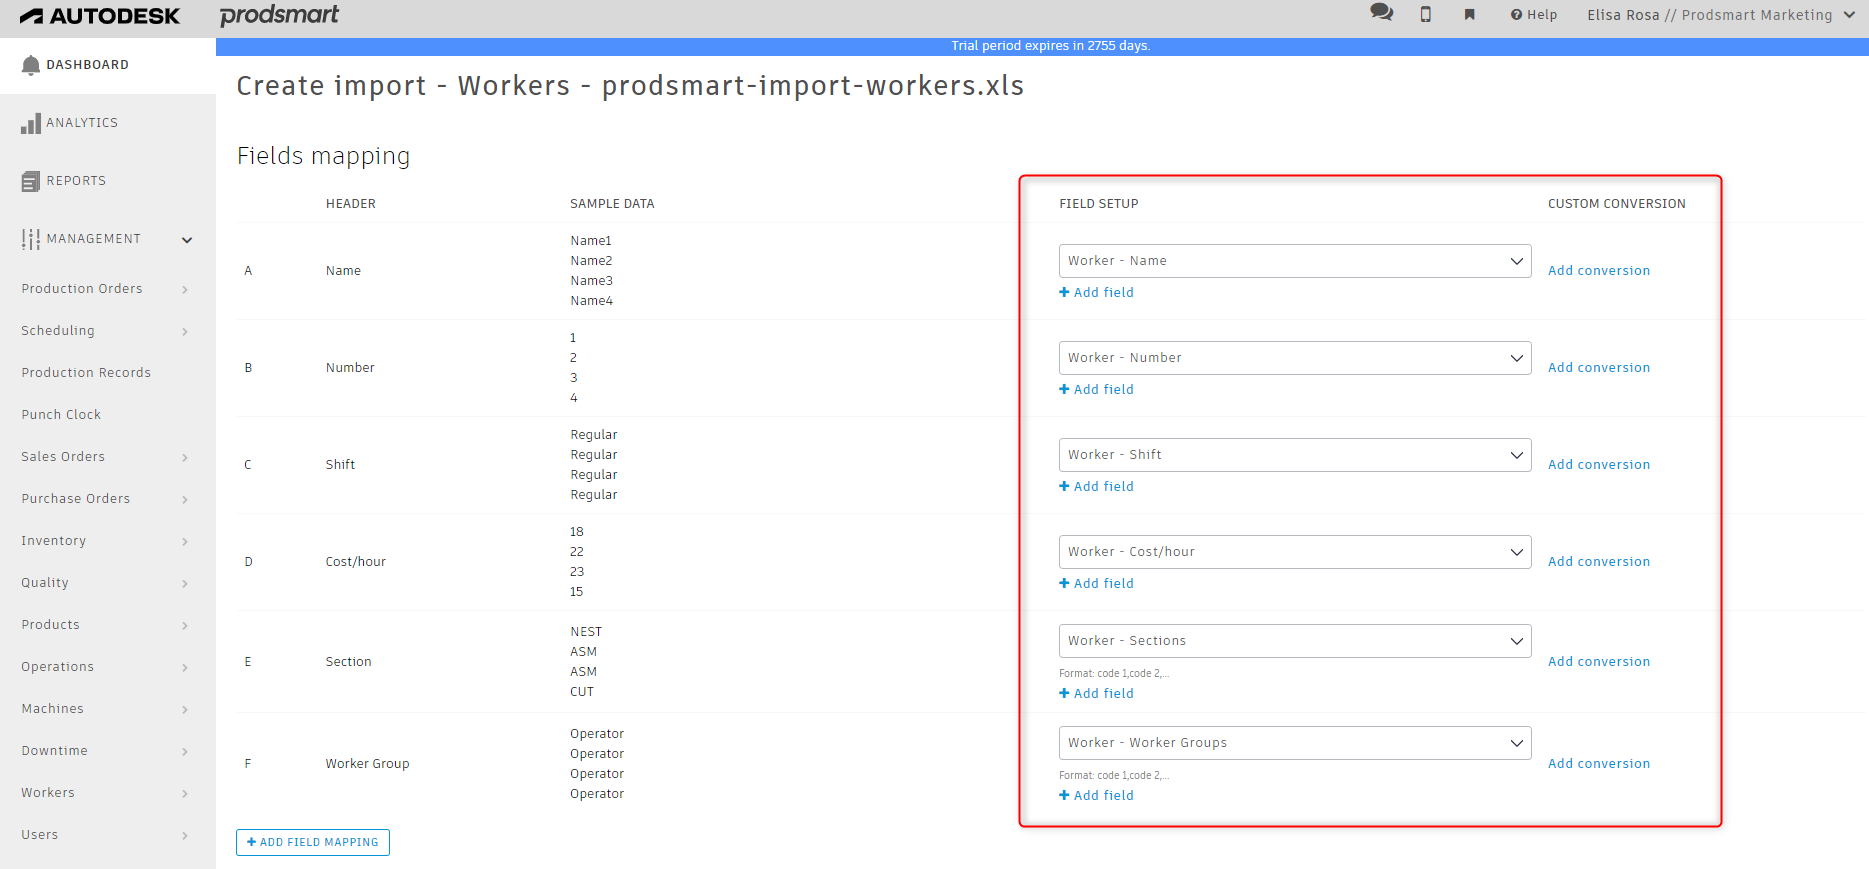 AUTODESK prodsmart Help Elisa Rosa // Prodsmart Marketing
Trial period expires in 2755 days.
DASHBOARD
ANALYTICS
REPORTS
MANAGEMENT
Production Orders
Scheduling
Production Records
Punch Clock
Sales Orders
Purchase Orders
Inventory
Quality
Products
Operations
Machines
Downtime
Workers
Users
Create import - Workers - prodsmart-import-workers.xls
Fields mapping
HEADER SAMPLE DATA FIELD SETUP CUSTOM CONVERSION
A Name
Name1
Name2
Name3
Name4
Worker - Name
+ Add field
Add conversion
B Number
1
2
3
4
Worker - Number
+ Add field
Add conversion
C Shift
Regular
Regular
Regular
Regular
Worker - Shift
+ Add field
Add conversion
D Cost/hour
18
22
23
15
Worker - Cost/hour
+ Add field
Add conversion
E Section
NEST
ASM
ASM
CUT
Worker - Sections
Format: code 1,code 2,...
+ Add field
Add conversion
F Worker Group
Operator
Operator
Operator
Operator
Worker - Worker Groups
Format: code 1,code 2,...
+ Add field
Add conversion
+ ADD FIELD MAPPING